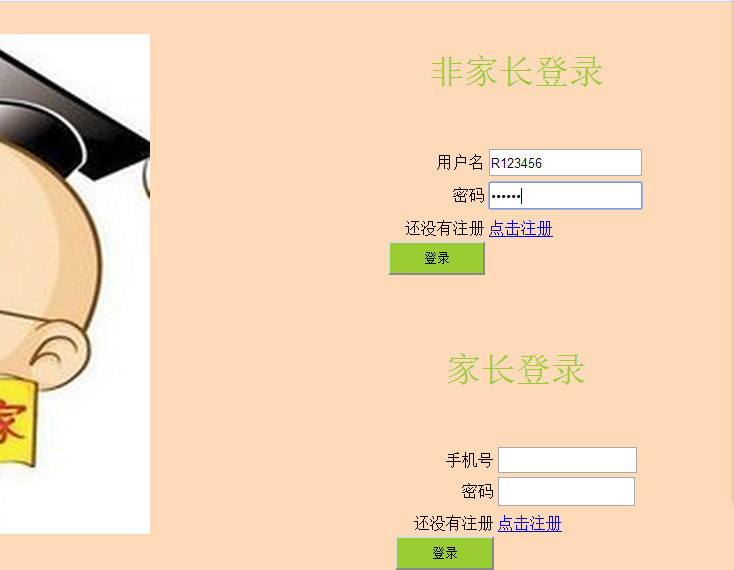 非家长登录
用户名 R123456
密码 ••••••
还没有注册 点击注册
登录
家长登录
手机号
密码
还没有注册 点击注册
登录
家